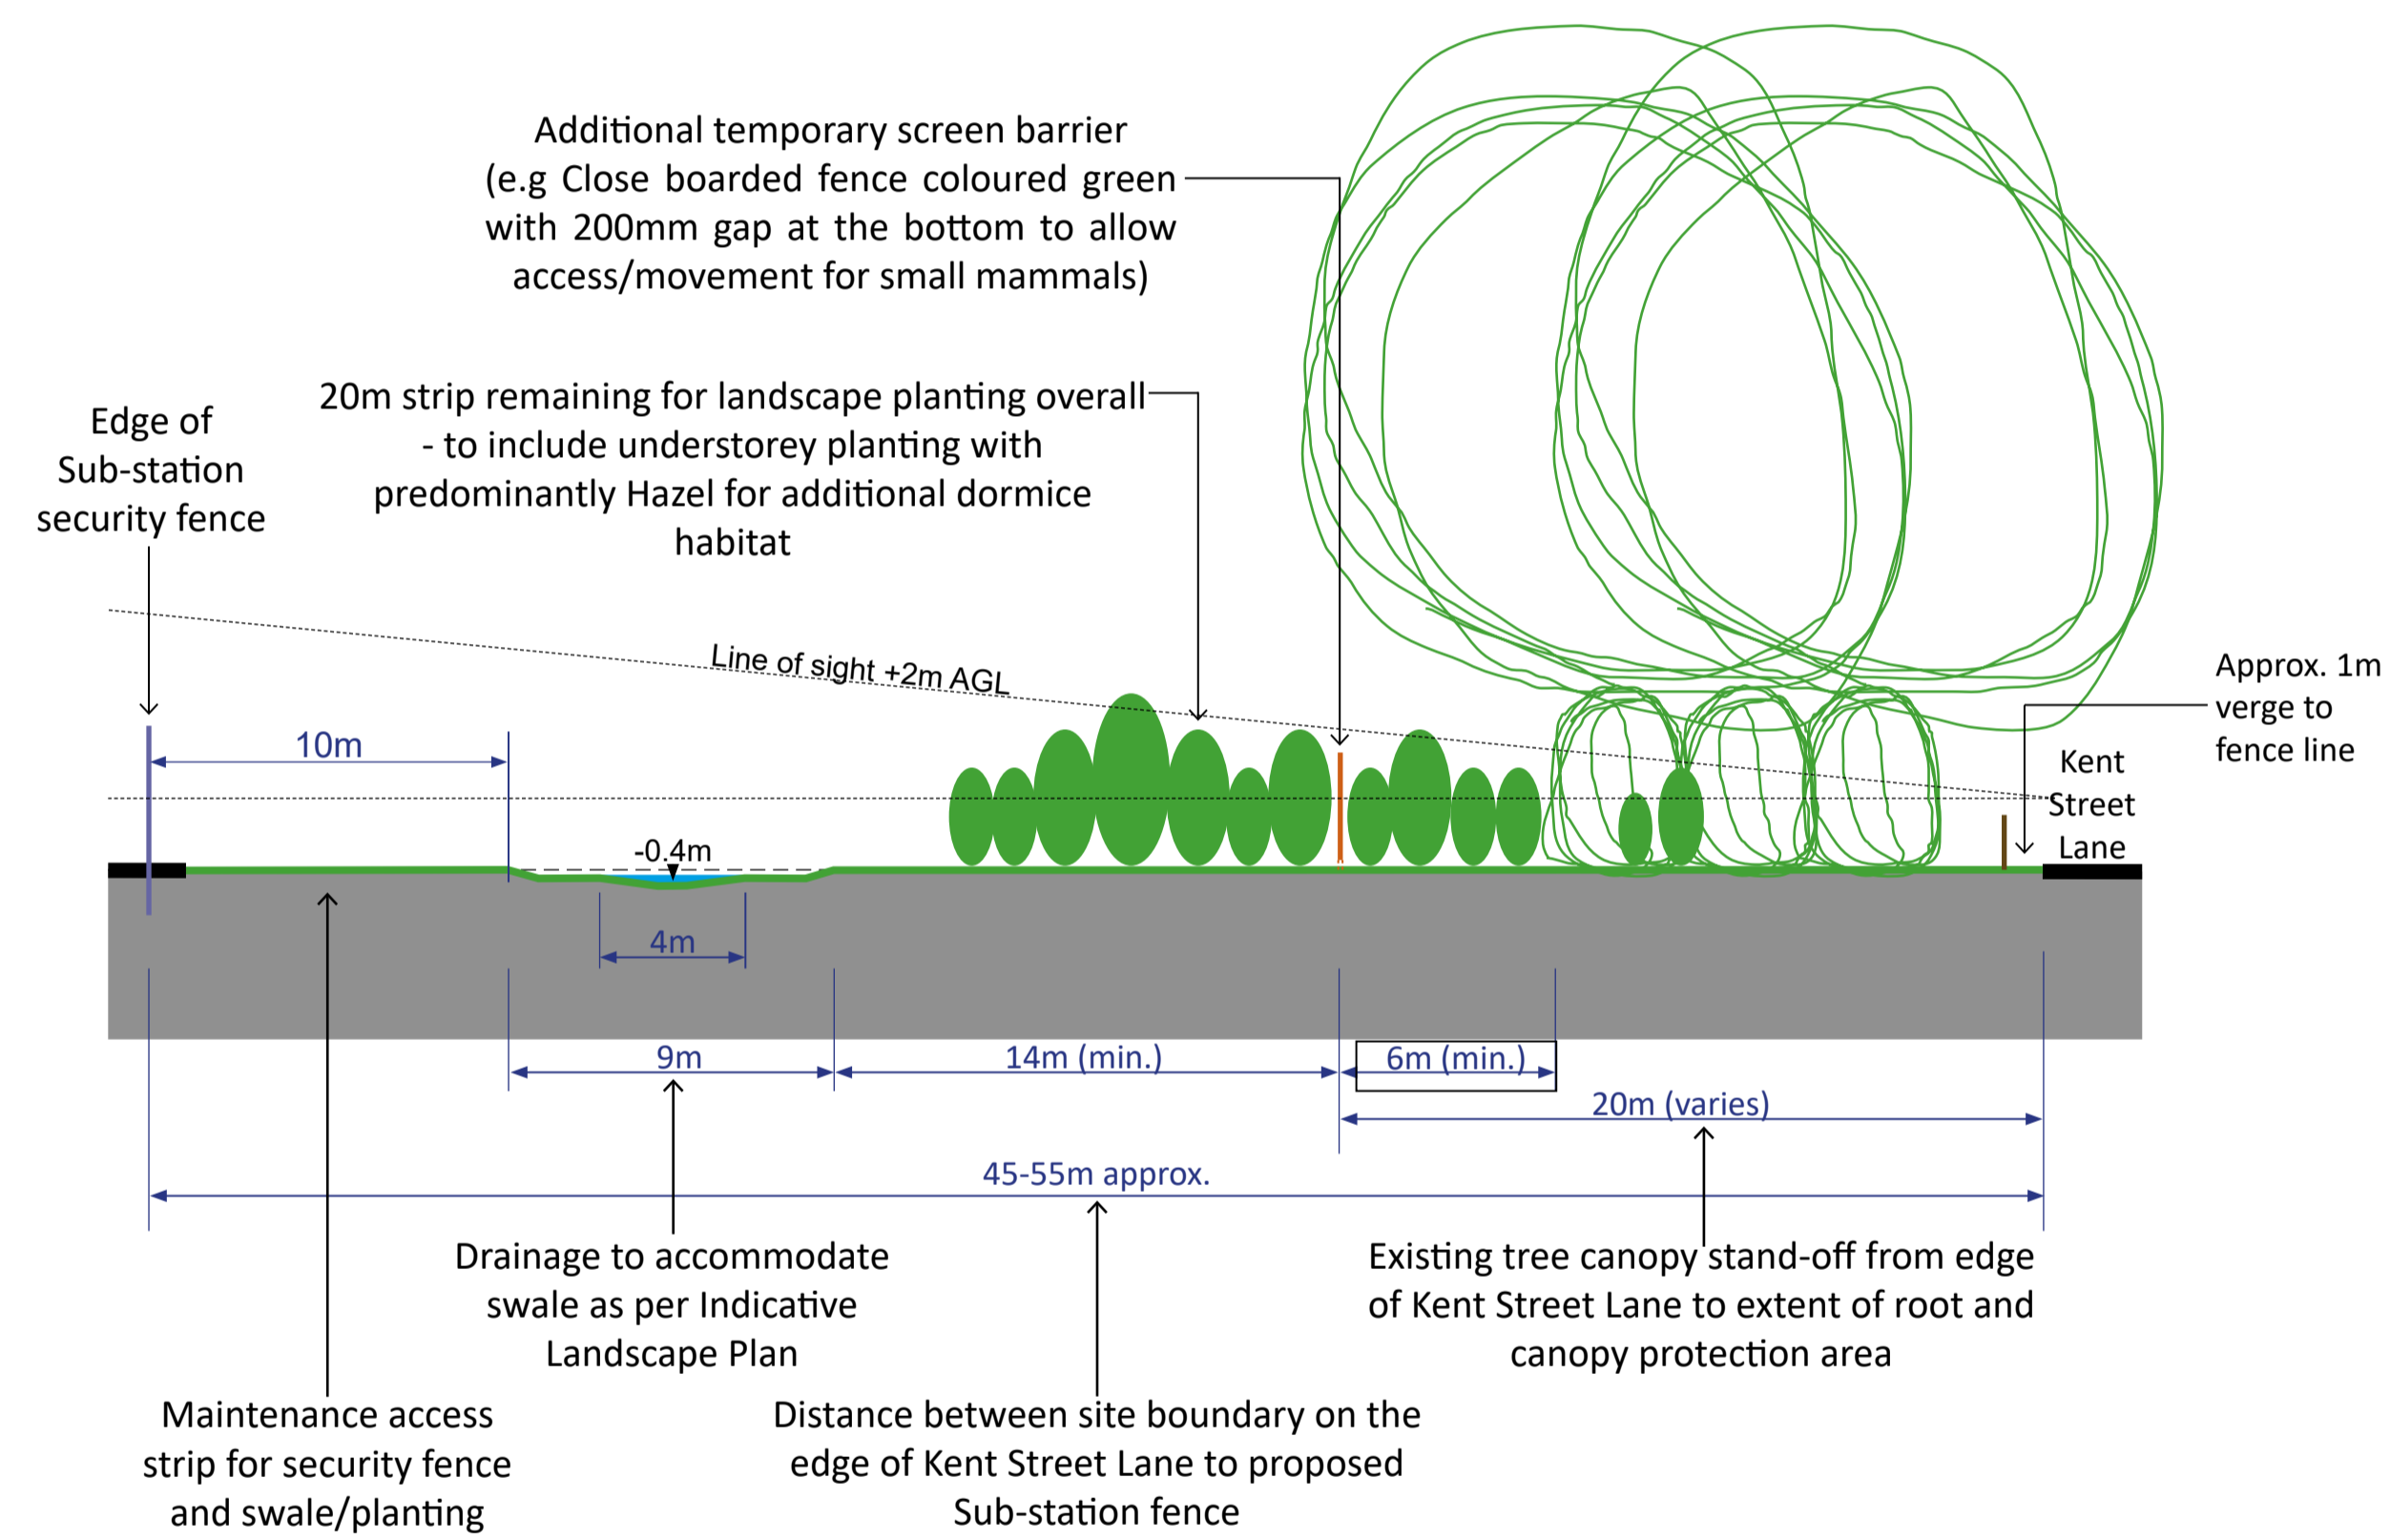 Additional temporary screen barrier
(e.g Close boarded fence coloured green
with 200mm gap at the bottom to allow
access/movement for small mammals)
20m strip remaining for landscape planting overall
- to include understorey planting with
predominantly Hazel for additional dormice
habitat
Edge of
Sub-station
security fence
Line of sight +2m AGL
Approx. 1m
verge to
fence line
Kent
Street
Lane
10m
-0.4m
4m
9m
14m (min.)
6m (min.)
20m (varies)
45-55m approx.
Drainage to accommodate
swale as per Indicative
Landscape Plan
Existing tree canopy stand-off from edge
of Kent Street Lane to extent of root and
canopy protection area
Maintenance access
strip for security fence
and swale/planting
Distance between site boundary on the
edge of Kent Street Lane to proposed
Sub-station fence